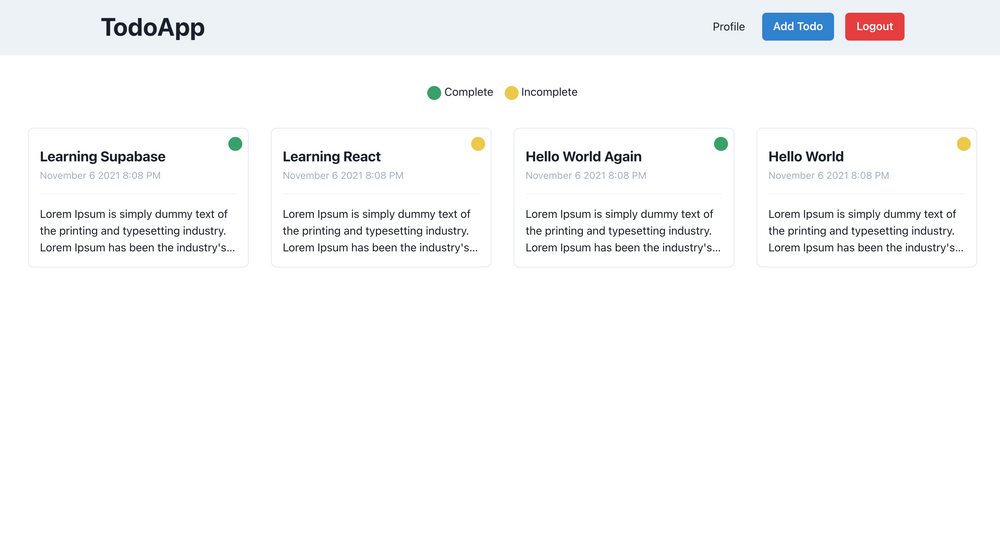 TodoApp
Profile
Add Todo
Logout
Complete
Incomplete
Learning Supabase
November 6 2021 8:08 PM
Lorem Ipsum is simply dummy text of
the printing and typesetting industry.
Lorem Ipsum has been the industry's...
Learning React
November 6 2021 8:08 PM
Lorem Ipsum is simply dummy text of
the printing and typesetting industry.
Lorem Ipsum has been the industry's...
Hello World Again
November 6 2021 8:08 PM
Lorem Ipsum is simply dummy text of
the printing and typesetting industry.
Lorem Ipsum has been the industry's...
Hello World
November 6 2021 8:08 PM
Lorem Ipsum is simply dummy text of
the printing and typesetting industry.
Lorem Ipsum has been the industry's...